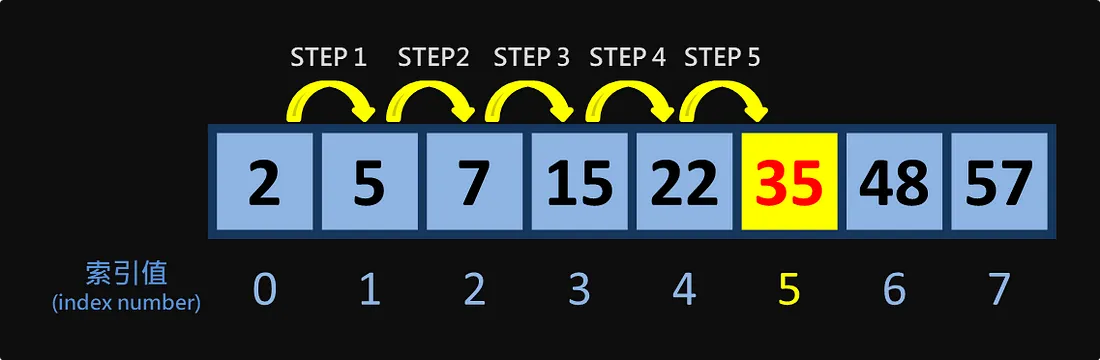 STEP 1 STEP2 STEP 3 STEP 4 STEP 5
2 5 7 15 22 35 48 57
索引值
(index number)
0 1 2 3 4 5 6 7